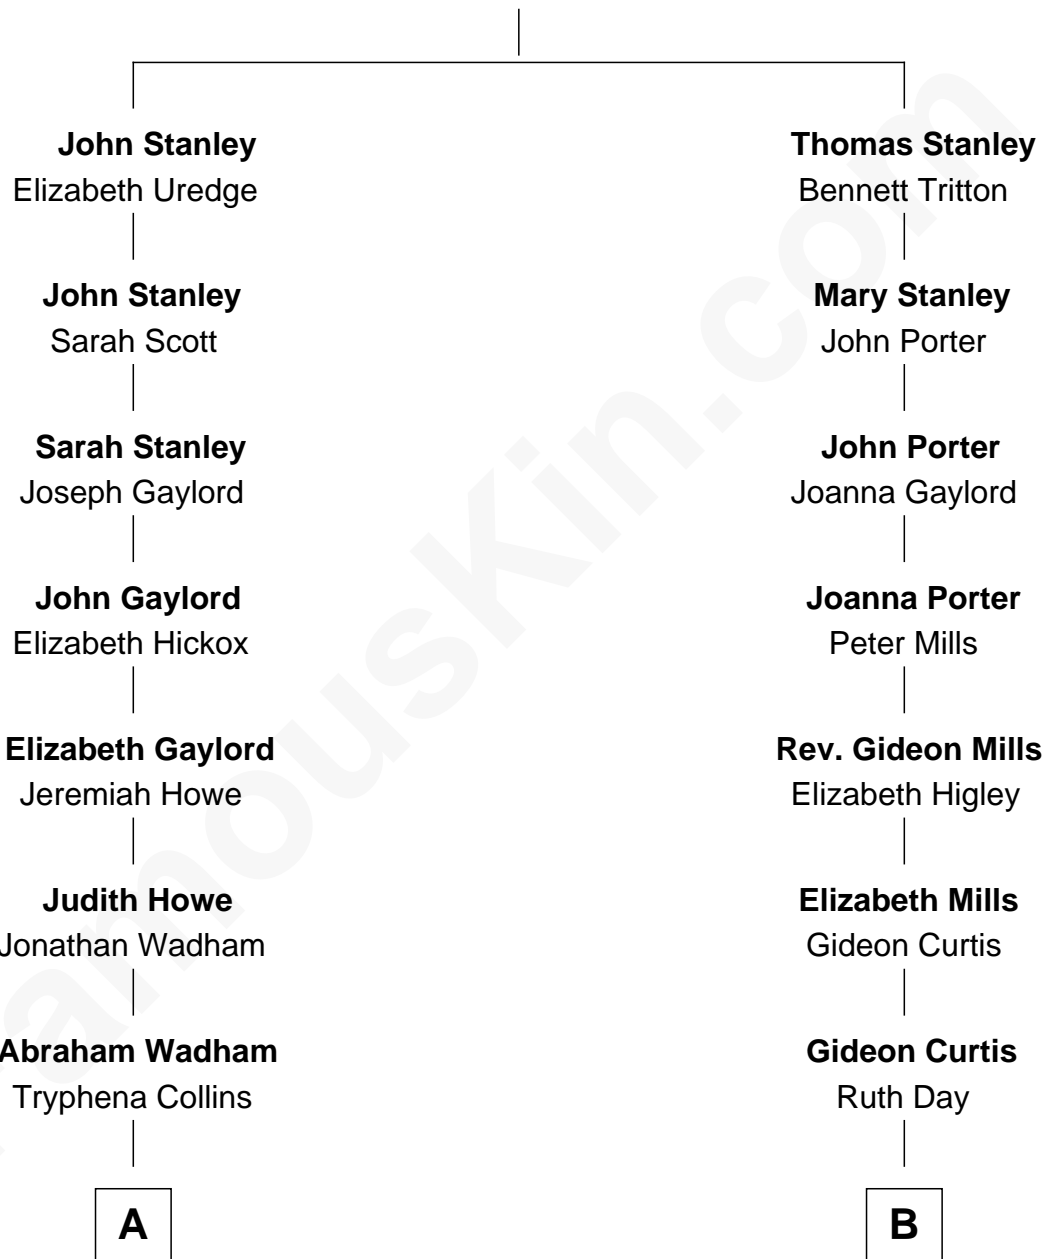 John Stanley
Elizabeth Uredge
John Stanley
Sarah Scott
Sarah Stanley
Joseph Gaylord
John Gaylord
Elizabeth Hickox
Elizabeth Gaylord
Jeremiah Howe
Judith Howe
Jonathan Wadham
Abraham Wadham
Tryphena Collins
A
Thomas Stanley
Bennett Tritton
Mary Stanley
John Porter
John Porter
Joanna Gaylord
Joanna Porter
Peter Mills
Rev. Gideon Mills
Elizabeth Higley
Elizabeth Mills
Gideon Curtis
Gideon Curtis
Ruth Day
B
FamousKin.com